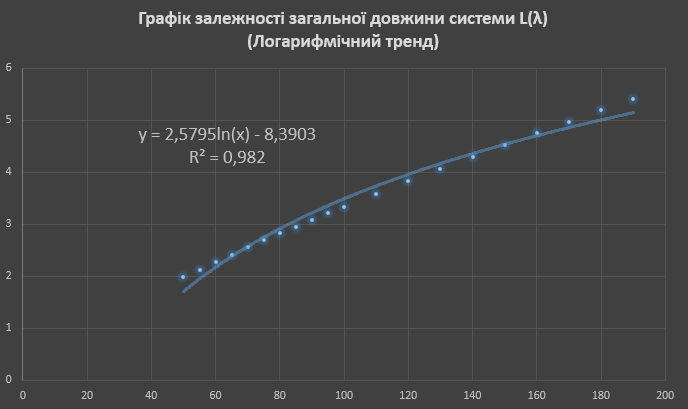 Графік залежності загальної довжини системи L(λ)
(Логарифмічний тренд)
6
5
4
3
2
1
0
y = 2,5795ln(x) - 8,3903
R² = 0,982
0 20 40 60 80 100 120 140 160 180 200